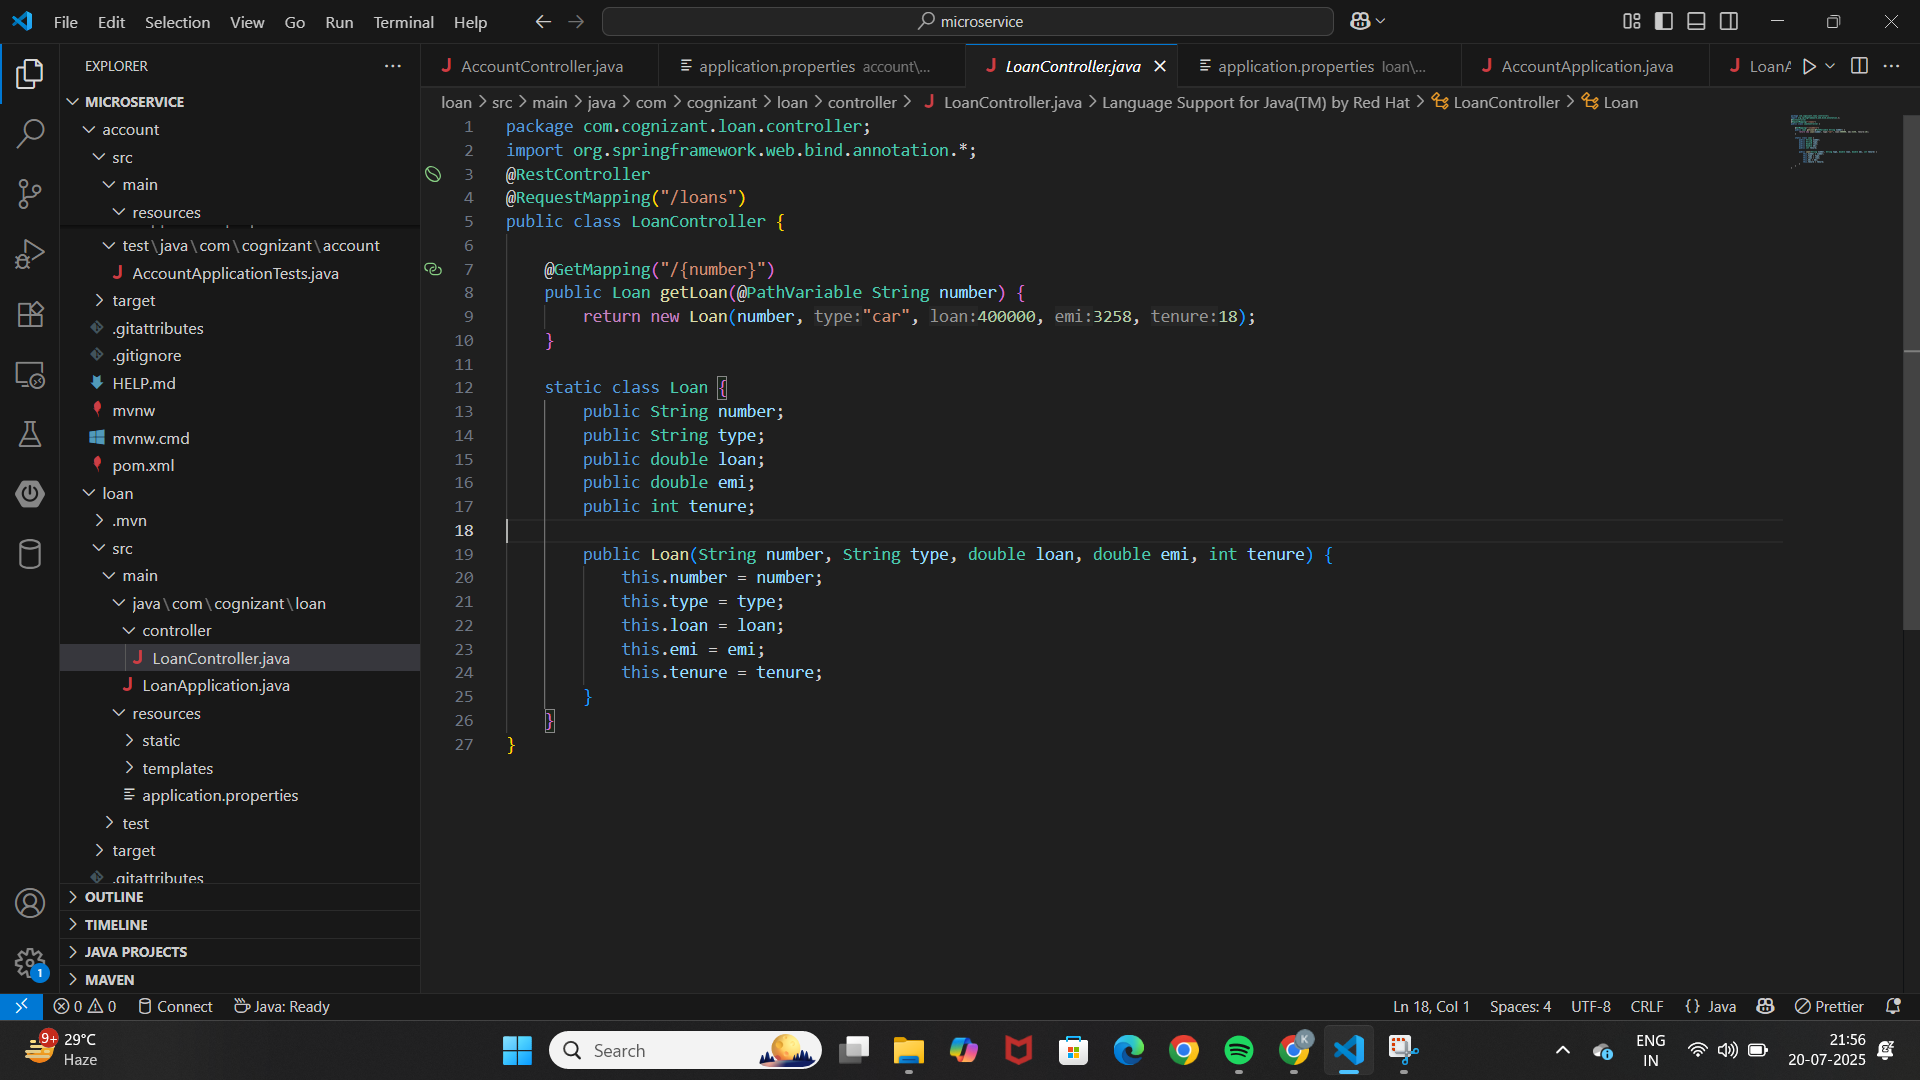 File Edit Selection View Go Run Terminal Help
microservice
EXPLORER
MICROSERVICE
account
src
main
resources
test\java\com\cognizant\account
AccountApplicationTests.java
target
.gitattributes
.gitignore
HELP.md
mvnw
mvnw.cmd
pom.xml
loan
.mvn
src
main
java\com\cognizant\loan
controller
LoanController.java
LoanApplication.java
resources
static
templates
application.properties
test
target
.gitattributes
OUTLINE
TIMELINE
JAVA PROJECTS
MAVEN
AccountController.java application.properties account\... LoanController.java application.properties loan\... AccountApplication.java LoanA
loan > src > main > java > com > cognizant > loan > controller > LoanController.java > Language Support for Java(TM) by Red Hat > LoanController > Loan
1 package com.cognizant.loan.controller;
2 import org.springframework.web.bind.annotation.*;
3 @RestController
4 @RequestMapping("/loans")
5 public class LoanController {
6
7 @GetMapping("/{number}")
8 public Loan getLoan(@PathVariable String number) {
9 return new Loan(number, type:"car", loan:400000, emi:3258, tenure:18);
10 }
11
12 static class Loan {
13 public String number;
14 public String type;
15 public double loan;
16 public double emi;
17 public int tenure;
18
19 public Loan(String number, String type, double loan, double emi, int tenure) {
20 this.number = number;
21 this.type = type;
22 this.loan = loan;
23 this.emi = emi;
24 this.tenure = tenure;
25 }
26 }
27 }
1
0 0 Connect Java: Ready Ln 18, Col 1 Spaces: 4 UTF-8 CRLF {} Java Prettier
9+ 29°C
Haze
Search
K
ENG
IN
21:56
20-07-2025